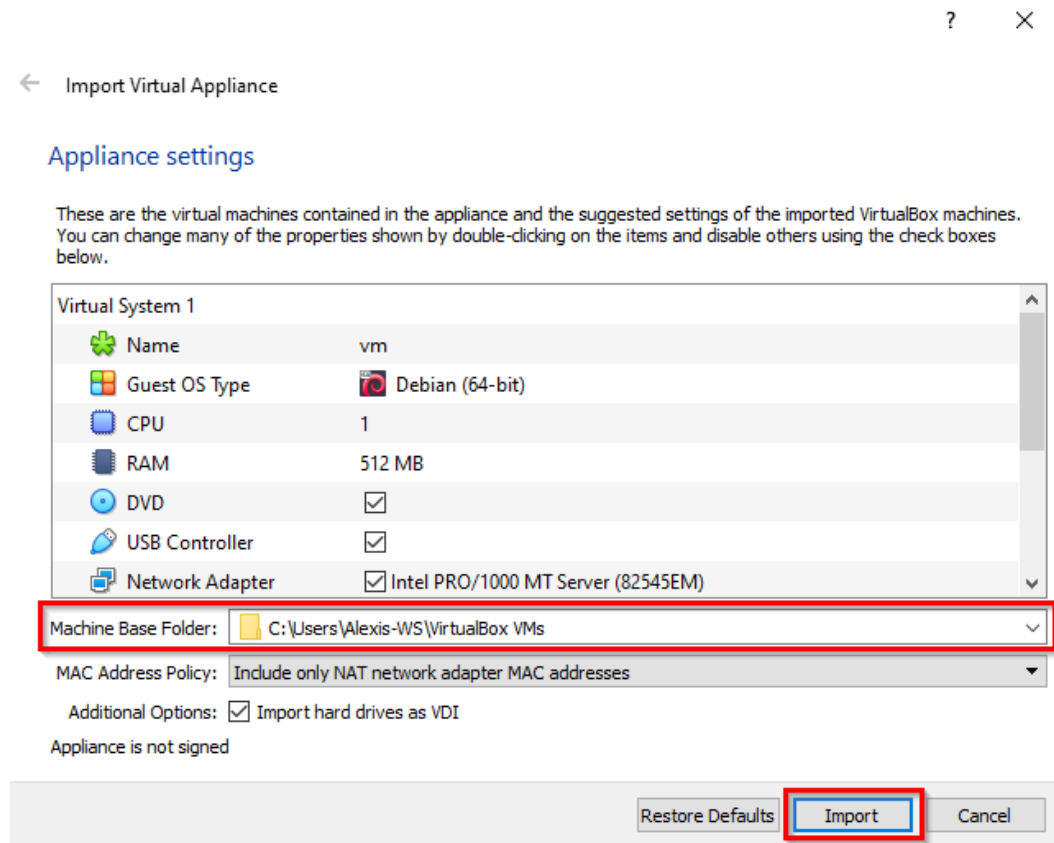 ?
Import Virtual Appliance
Appliance settings
These are the virtual machines contained in the appliance and the suggested settings of the imported VirtualBox machines.
You can change many of the properties shown by double-clicking on the items and disable others using the check boxes
below.
Virtual System 1
Name vm
Guest OS Type Debian (64-bit)
CPU 1
RAM 512 MB
DVD
USB Controller
Network Adapter Intel PRO/1000 MT Server (82545EM)
Machine Base Folder: C:\Users\Alexis-WS\VirtualBox VMs
MAC Address Policy: Include only NAT network adapter MAC addresses
Additional Options: Import hard drives as VDI
Appliance is not signed
Restore Defaults Import Cancel